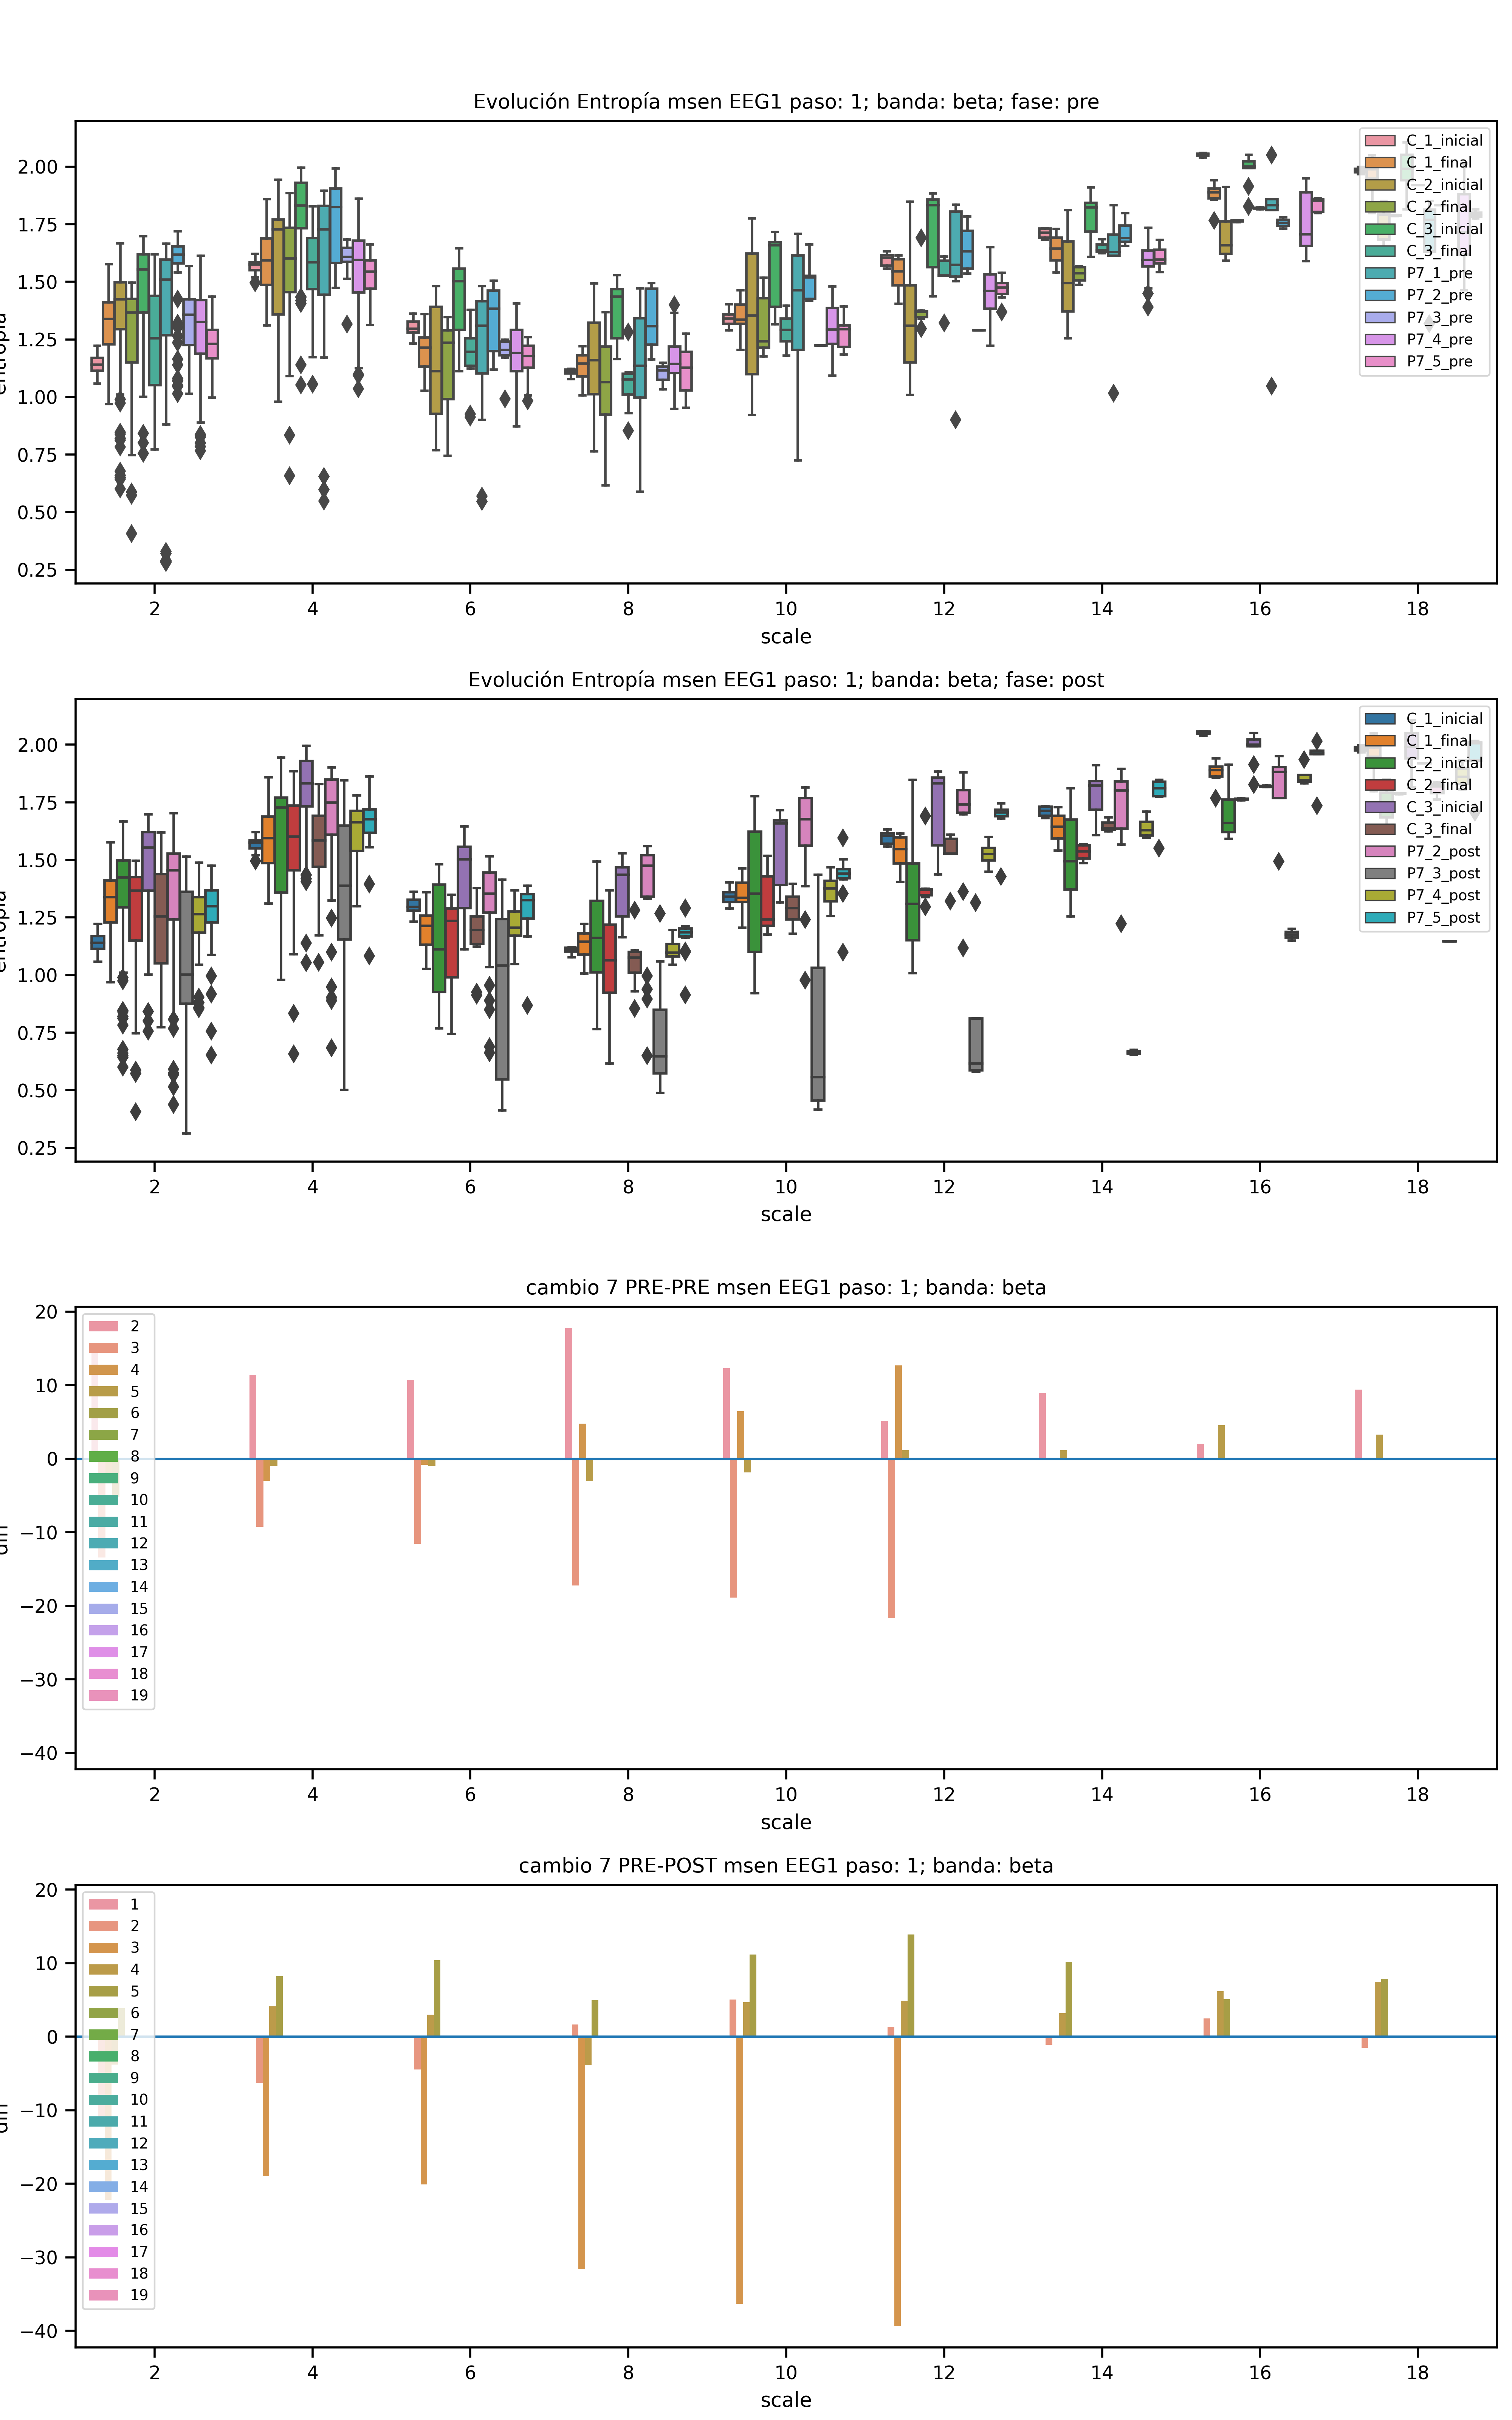 Evolución Entropía msen EEG1 paso: 1; banda: beta; fase: pre
2.00
1.75
1.50
1.25
1.00
0.75
0.50
0.25
C_1_inicial
C_1_final
C_2_inicial
C_2_final
C_3_inicial
C_3_final
P7_1_pre
P7_2_pre
P7_3_pre
P7_4_pre
P7_5_pre
2 4 6 8 10 12 14 16 18
scale
Evolución Entropía msen EEG1 paso: 1; banda: beta; fase: post
2.00
1.75
1.50
1.25
1.00
0.75
0.50
0.25
C_1_inicial
C_1_final
C_2_inicial
C_2_final
C_3_inicial
C_3_final
P7_2_post
P7_3_post
P7_4_post
P7_5_post
2 4 6 8 10 12 14 16 18
scale
cambio 7 PRE-PRE msen EEG1 paso: 1; banda: beta
20
10
0
−10
−20
−30
−40
2
3
4
5
6
7
8
9
10
11
12
13
14
15
16
17
18
19
2 4 6 8 10 12 14 16 18
scale
cambio 7 PRE-POST msen EEG1 paso: 1; banda: beta
20
10
0
−10
−20
−30
−40
1
2
3
4
5
6
7
8
9
10
11
12
13
14
15
16
17
18
19
2 4 6 8 10 12 14 16 18
scale